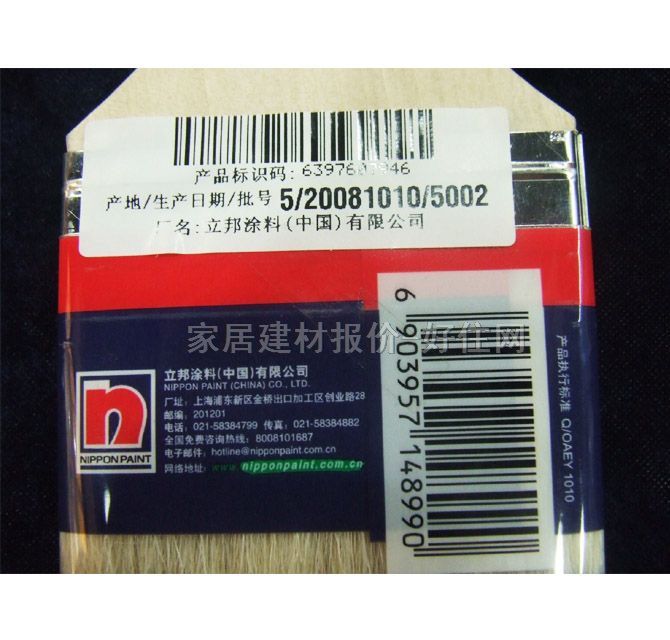 产品标识码:
产地/生产日期/批号 5/20081010/5002
厂名:立邦涂料(中国)有限公司
家居建材报价-好住网
立邦涂料(中国)有限公司
NIPPON PAINT (CHINA) CO., LTD.
厂址: 上海浦东新区金桥出口加工区创业路28
邮编: 201201
电话: 021-58384799 传真: 021-58384882
全国免费咨询热线: 8008101687
电子邮件: hotline@nipponpaint.com.cn
网络地址: www.nipponpaint.com.cn
n
NIPPON PAINT
6 903957 148990
产品执行标准 Q/OAEY 1010